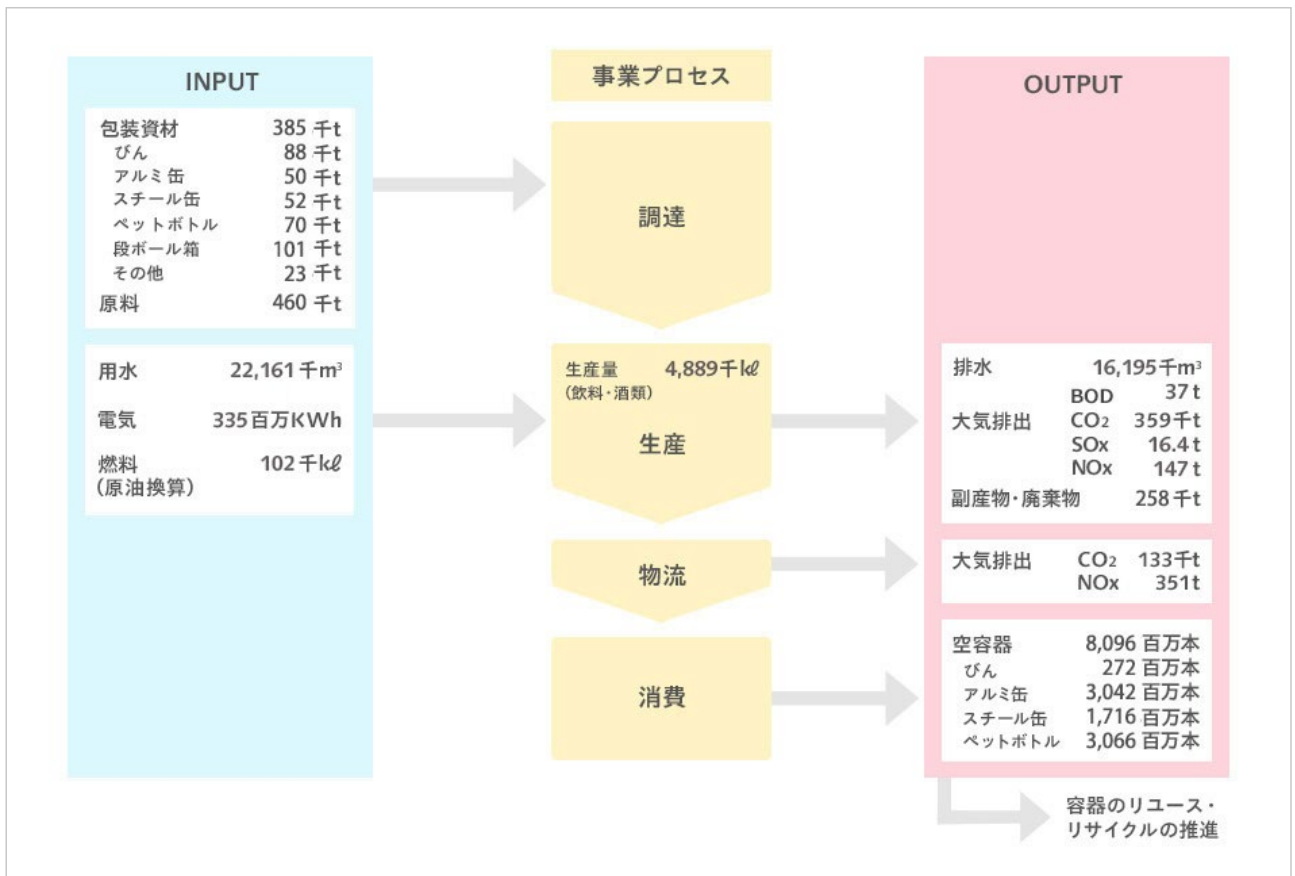 INPUT
包装資材 385 千t
びん 88 千t
アルミ缶 50 千t
スチール缶 52 千t
ペットボトル 70 千t
段ボール箱 101 千t
その他 23 千t
原料 460 千t
用水 22,161 千m³
電気 335百万KWh
燃料 102 千kℓ
(原油換算)
事業プロセス
調達
生産量 4,889千kℓ
(飲料・酒類)
生産
物流
消費
OUTPUT
排水 16,195千m³
BOD 37 t
大気排出 CO₂ 359千t
SOx 16.4 t
NOx 147 t
副産物・廃棄物 258 千t
大気排出 CO₂ 133千t
NOx 351t
空容器 8,096 百万本
びん 272 百万本
アルミ缶 3,042 百万本
スチール缶 1,716 百万本
ペットボトル 3,066 百万本
容器のリユース・
リサイクルの推進